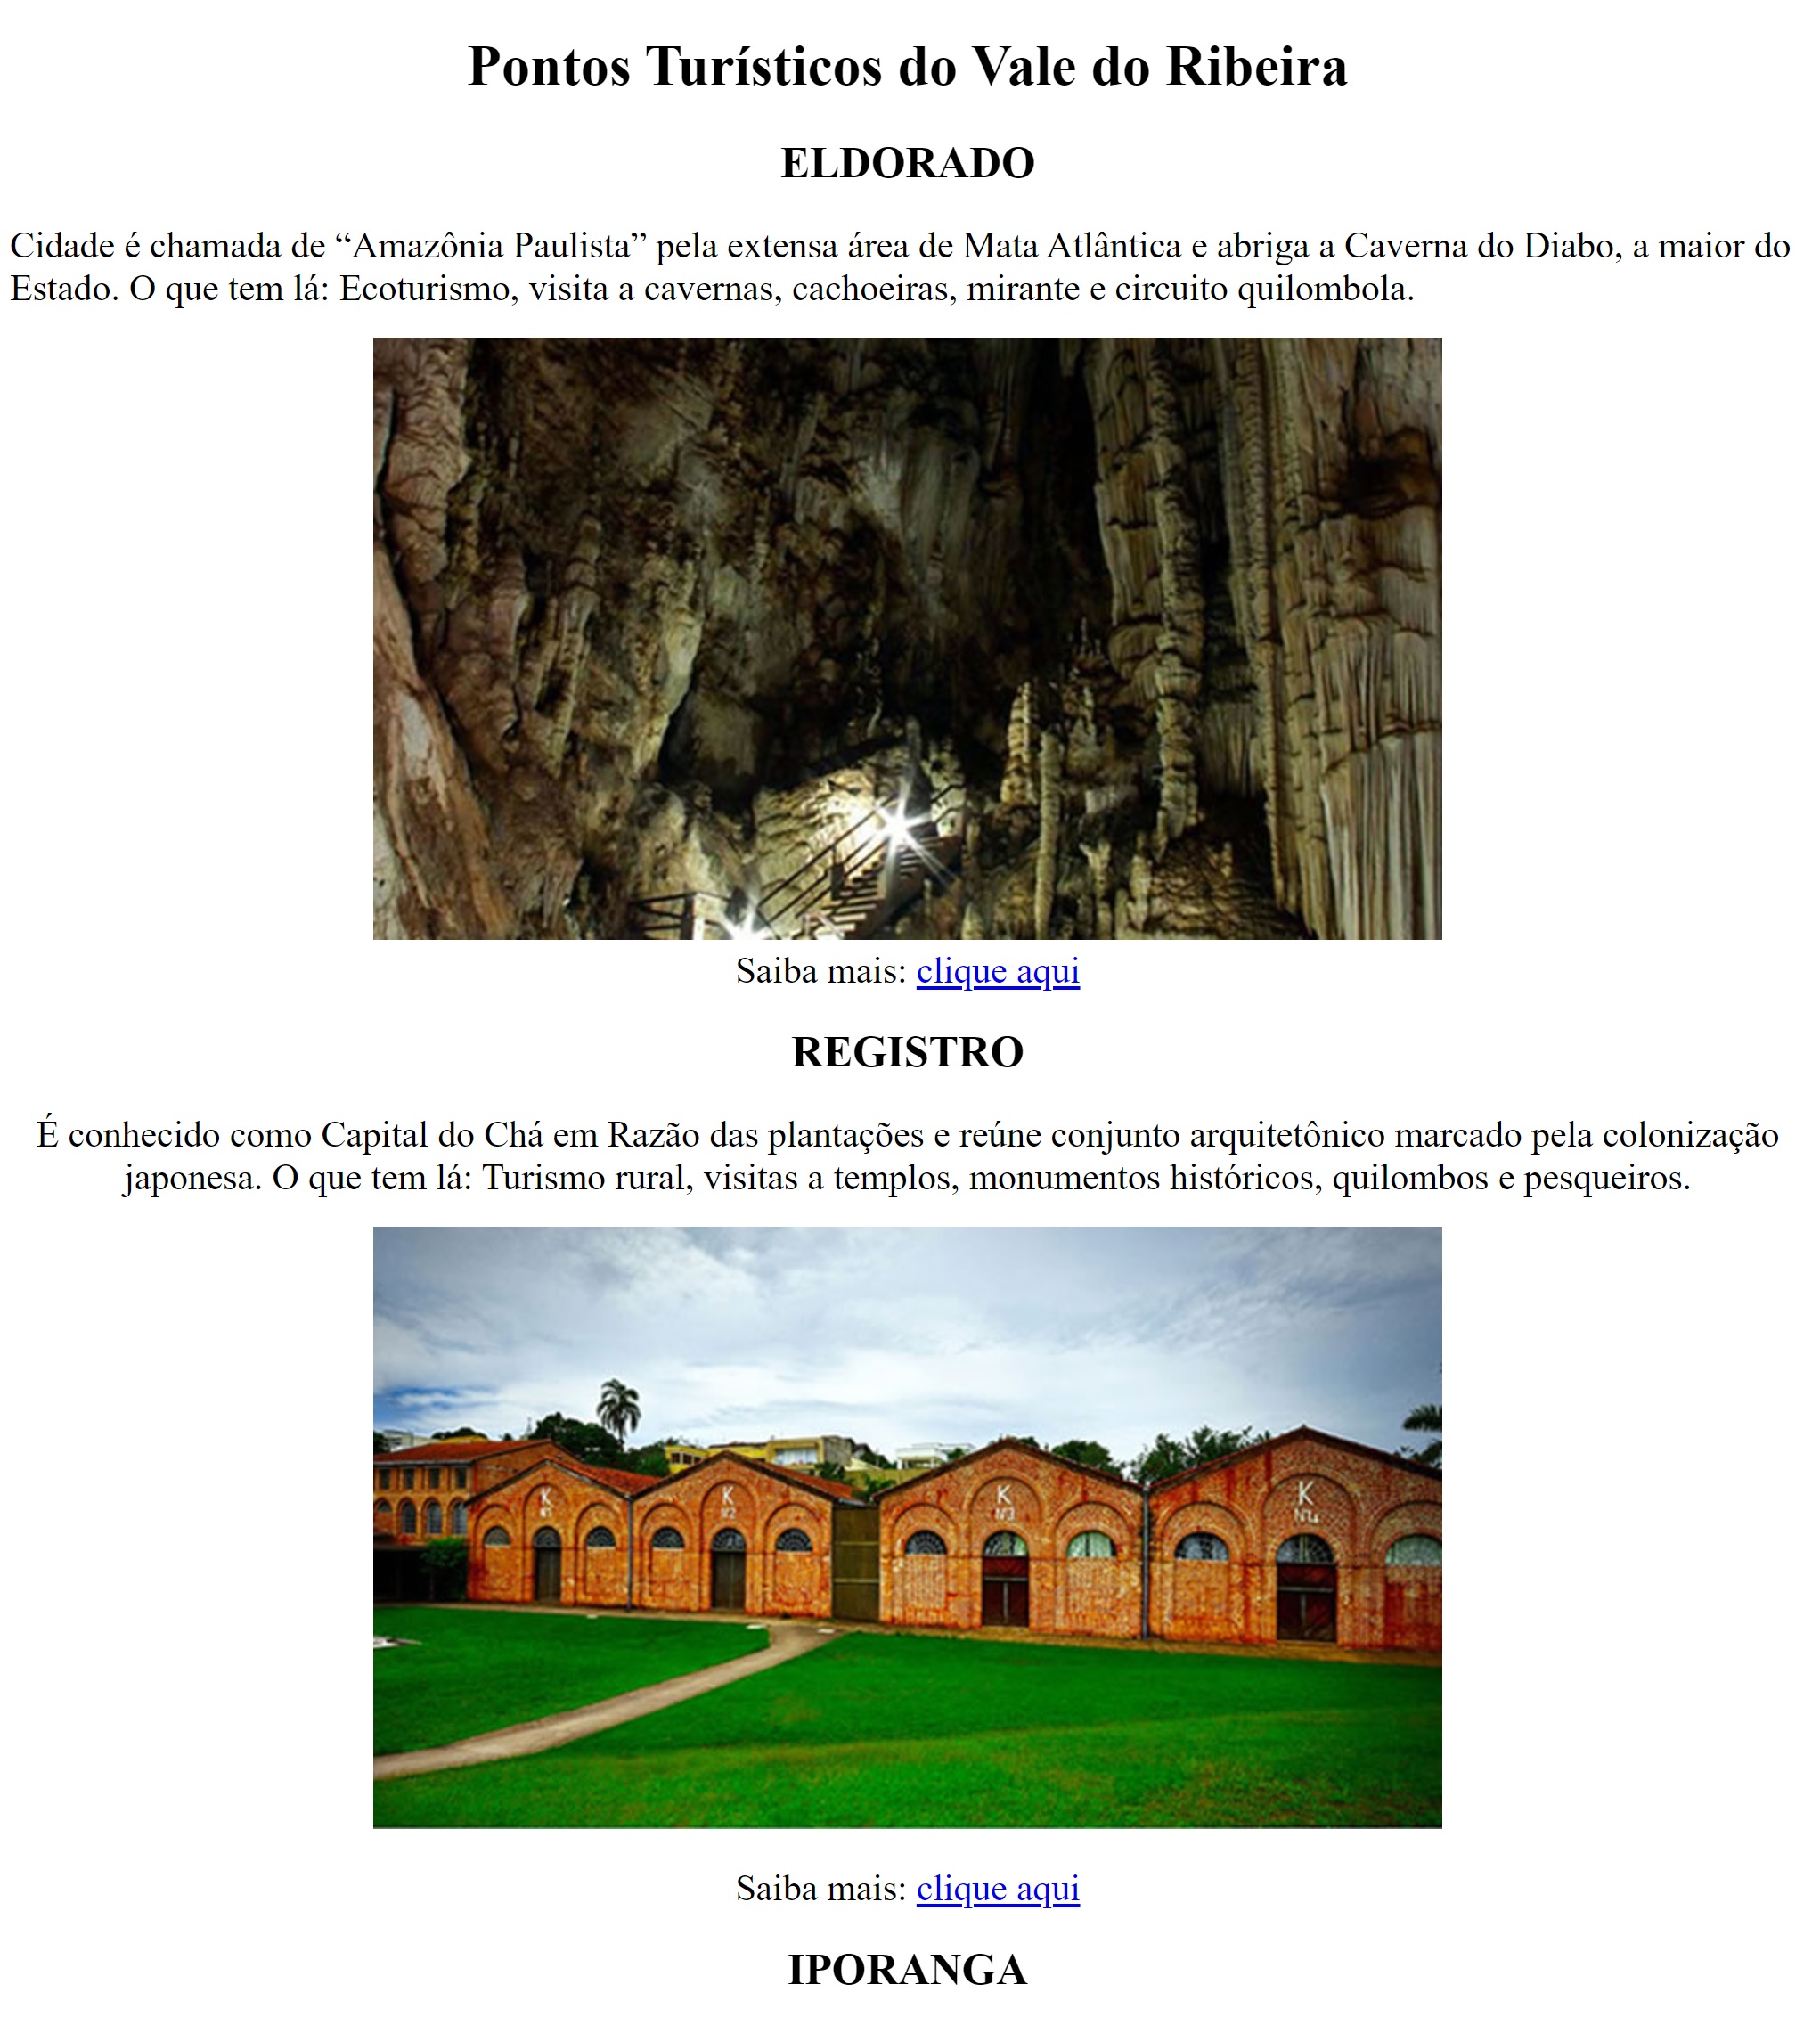 Pontos Turísticos do Vale do Ribeira
ELDORADO
Cidade é chamada de “Amazônia Paulista” pela extensa área de Mata Atlântica e abriga a Caverna do Diabo, a maior do
Estado. O que tem lá: Ecoturismo, visita a cavernas, cachoeiras, mirante e circuito quilombola.
Saiba mais: clique aqui
REGISTRO
É conhecido como Capital do Chá em Razão das plantações e reúne conjunto arquitetônico marcado pela colonização
japonesa. O que tem lá: Turismo rural, visitas a templos, monumentos históricos, quilombos e pesqueiros.
K
Nº1
K
Nº2
K
Nº3
K
Nº4
Saiba mais: clique aqui
IPORANGA